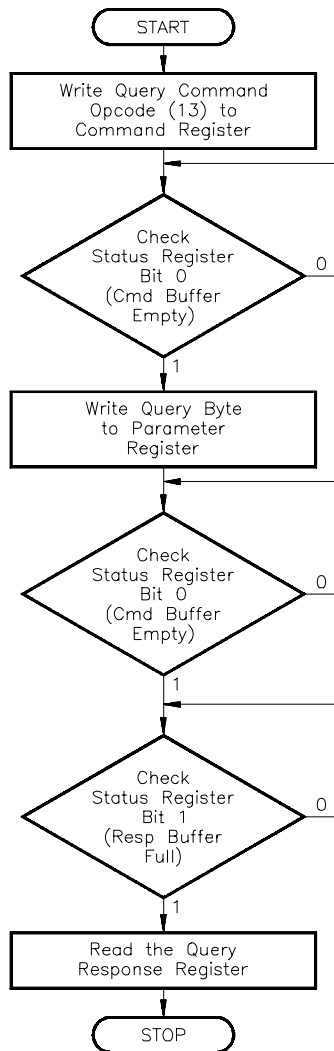 START
Write Query Command
Opcode (13) to
Command Register
Check
Status Register
Bit 0
(Cmd Buffer
Empty)
0
1
Write Query Byte
to Parameter
Register
Check
Status Register
Bit 0
(Cmd Buffer
Empty)
0
1
Check
Status Register
Bit 1
(Resp Buffer
Full)
0
1
Read the Query
Response Register
STOP